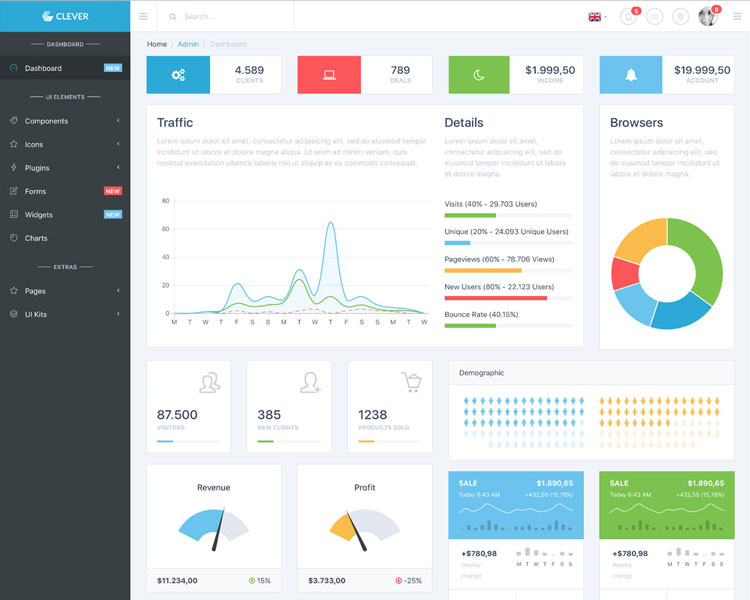 CLEVER
Search...
5
9
DASHBOARD
Dashboard NEW
UI ELEMENTS
Components
Icons
Plugins
Forms NEW
Widgets NEW
Charts
EXTRAS
Pages
UI Kits
Home / Admin / Dashboard
4.589
CLIENTS
789
DEALS
$1.999,50
INCOME
$19.999,50
ACCOUNT
Traffic
Lorem ipsum dolor sit amet, consectetur adipisicing elit, sed do eiusmod tempor
incididunt ut labore et dolore magna aliqua. Ut enim ad minim veniam, quis
nostrud exercitation ullamco laboris nisi ut aliquip ex ea commodo consequat.
80
60
40
20
0
M T W T F S S M T W T F S S M T W
Details
Lorem ipsum dolor sit amet,
consectetur adipisicing elit, sed do
eiusmod tempor incididunt ut labore et
dolore magna.
Visits (40% - 29.703 Users)
Unique (20% - 24.093 Unique Users)
Pageviews (60% - 78.706 Views)
New Users (80% - 22.123 Users)
Bounce Rate (40.15%)
Browsers
Lorem ipsum dolor sit amet,
consectetur adipisicing elit, sed do
eiusmod tempor incididunt ut labore et
dolore magna.
87.500
VISITORS
385
NEW CLIENTS
1238
PRODUCTS SOLD
Demographic
Revenue
$11.234,00 15%
Profit
$3.733,00 -25%
SALE $1.890,65
Today 6:43 AM +432,50 (15,78%)
+$780,98
Weekly
change
M T W T F S S
SALE $1.890,65
Today 6:43 AM +432,50 (15,78%)
+$780,98
Weekly
change
M T W T F S S